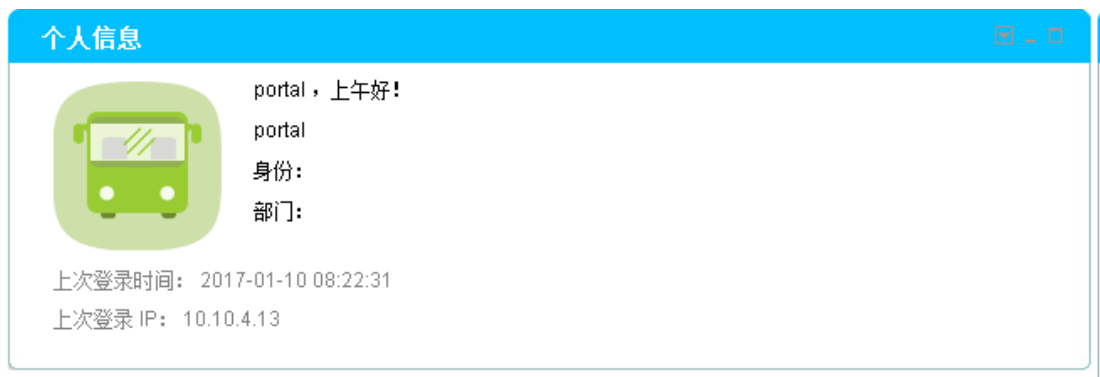 个人信息
portal，上午好！
portal
身份：
部门：
上次登录时间： 2017-01-10 08:22:31
上次登录 IP： 10.10.4.13